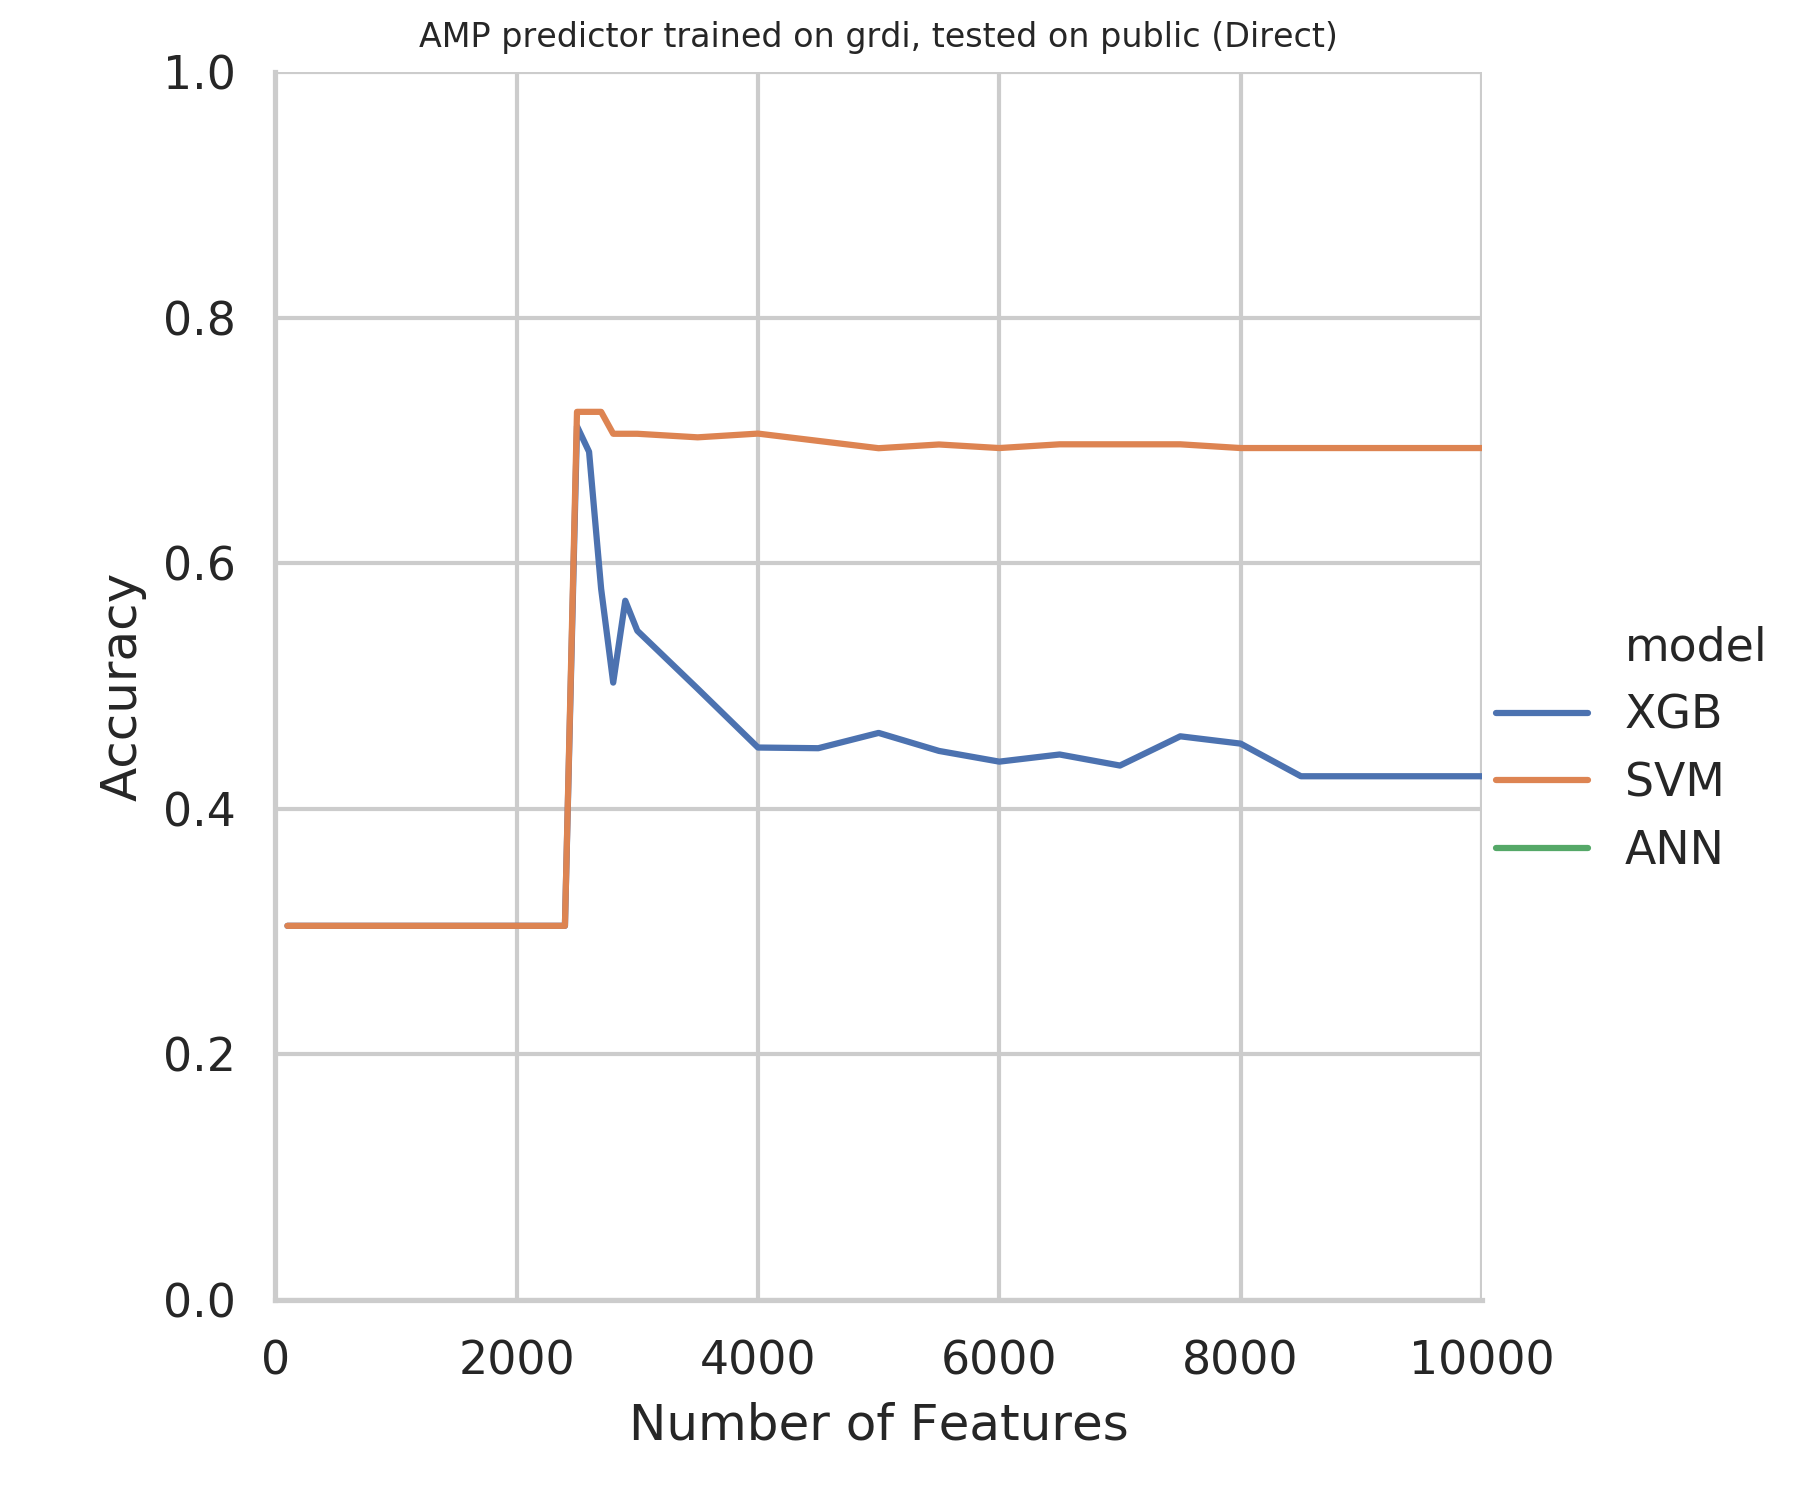 AMP predictor trained on grdi, tested on public (Direct)
1.0
0.8
0.6
0.4
0.2
0.0
Accuracy
0 2000 4000 6000 8000 10000
Number of Features
model
XGB
SVM
ANN